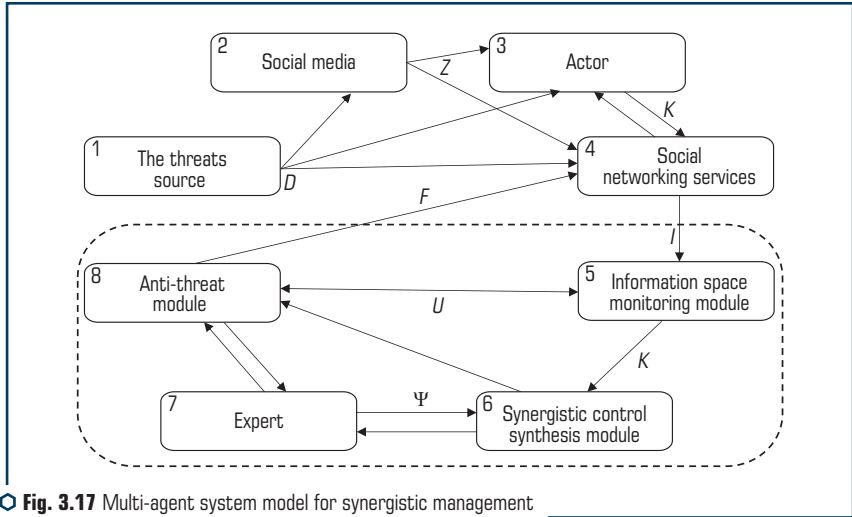 2
Social media
3
Actor
Z
K
1
The threats
source
D
4
Social
networking services
F
I
8
Anti-threat
module
5
Information space
monitoring module
U
K
7
Expert
Ψ
6
Synergistic control
synthesis module
Fig. 3.17 Multi-agent system model for synergistic management